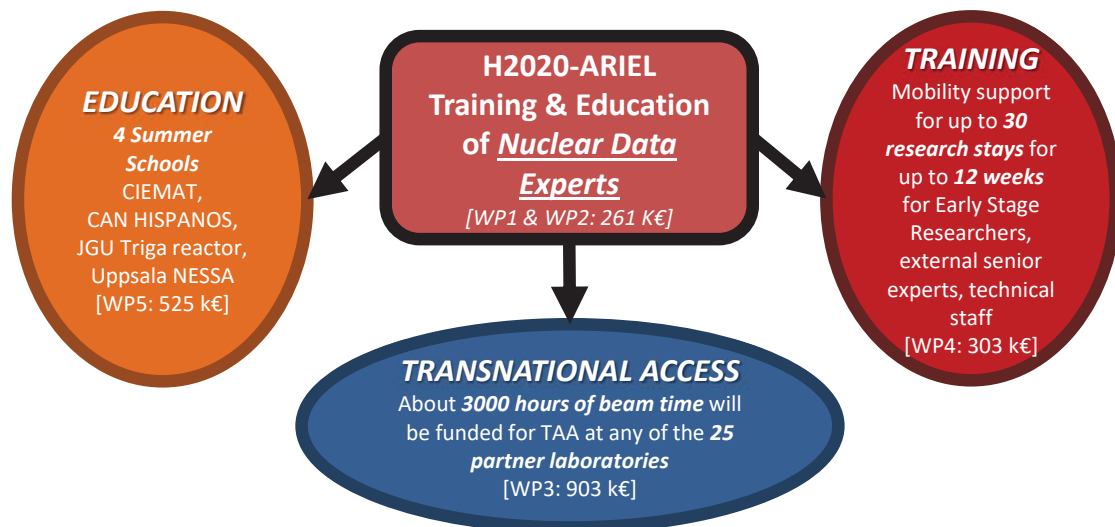 H2020-ARIEL
Training & Education
of Nuclear Data
Experts
[WP1 & WP2: 261 K€]
EDUCATION
4 Summer
Schools
CIEMAT,
CAN HISPANOS,
JGU Triga reactor,
Uppsala NESSA
[WP5: 525 k€]
TRAINING
Mobility support
for up to 30
research stays for
up to 12 weeks
for Early Stage
Researchers,
external senior
experts, technical
staff
[WP4: 303 k€]
TRANSNATIONAL ACCESS
About 3000 hours of beam time will
be funded for TAA at any of the 25
partner laboratories
[WP3: 903 k€]